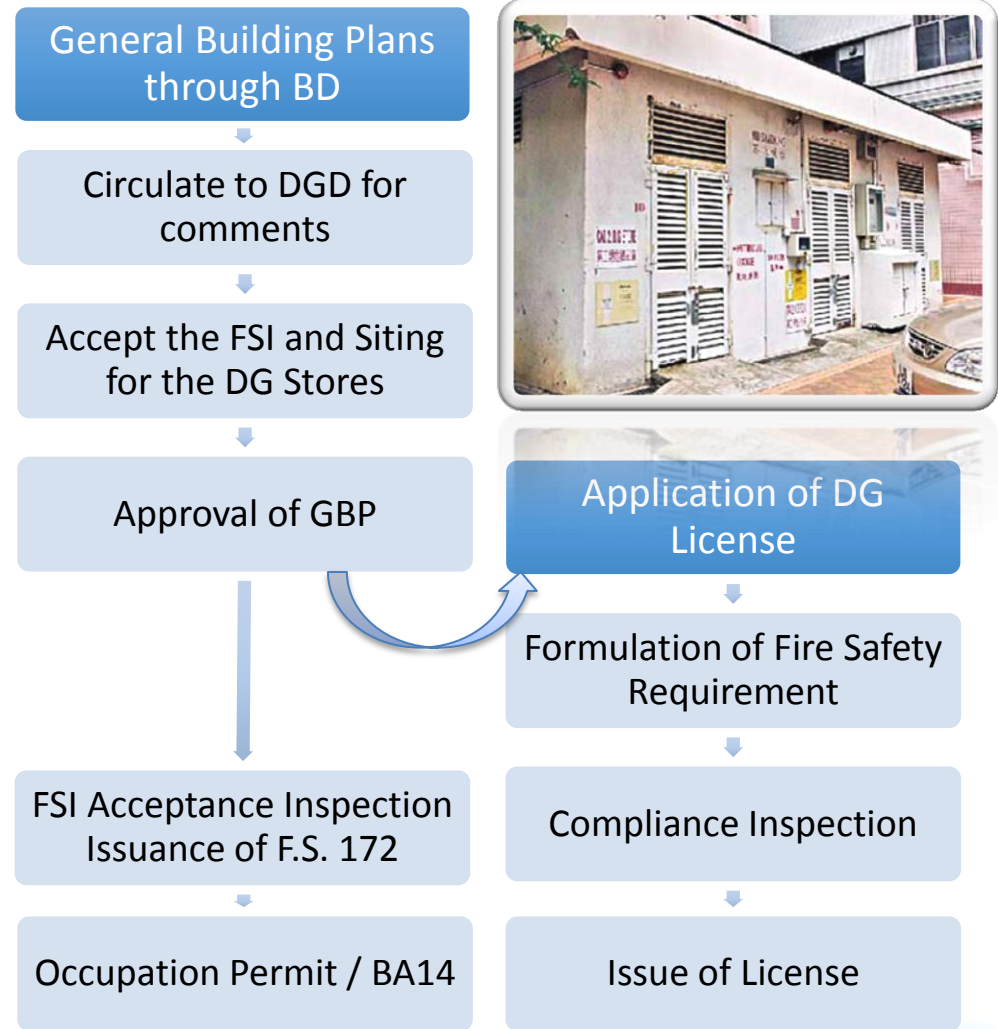 General Building Plans
through BD
Circulate to DGD for
comments
Accept the FSI and Siting
for the DG Stores
Approval of GBP
FSI Acceptance Inspection
Issuance of F.S. 172
Occupation Permit / BA14
Application of DG
License
Formulation of Fire Safety
Requirement
Compliance Inspection
Issue of License